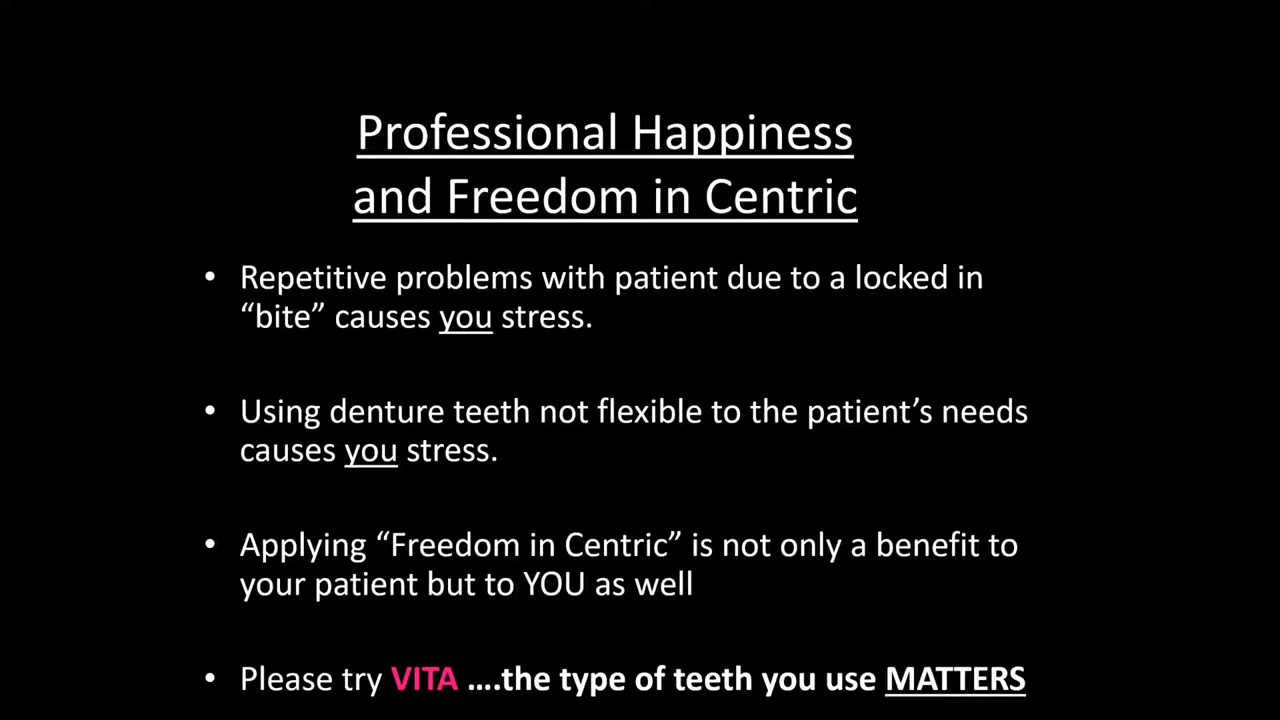 Professional Happiness
and Freedom in Centric
• Repetitive problems with patient due to a locked in
“bite” causes you stress.
• Using denture teeth not flexible to the patient’s needs
causes you stress.
• Applying “Freedom in Centric” is not only a benefit to
your patient but to YOU as well
• Please try VITA ….the type of teeth you use MATTERS